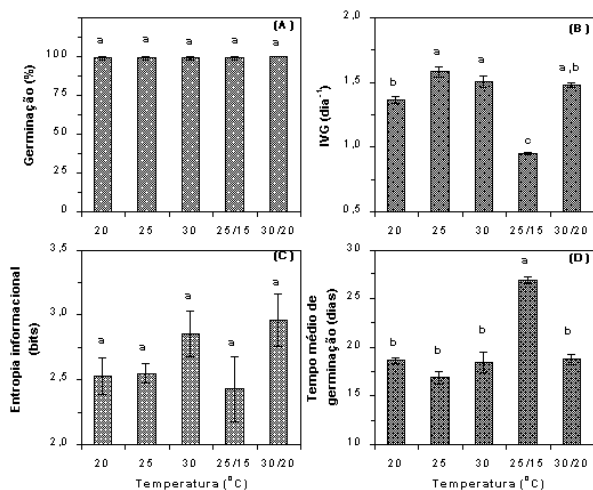 (A)
Germinação (%)
a a a a a
100
75
50
25
0
20 25 30 25/15 30/20
(B)
IVG (dia-1)
b a a c a,b
2,0
1,5
1,0
0,5
20 25 30 25/15 30/20
(C)
Entropia informacional
(bits)
a a a a a
3,5
3,0
2,5
2,0
20 25 30 25/15 30/20
Temperatura (°C)
(D)
Tempo médio de
germinação (dias)
b b b a b
30
20
18
10
20 25 30 25/15 30/20
Temperatura (°C)